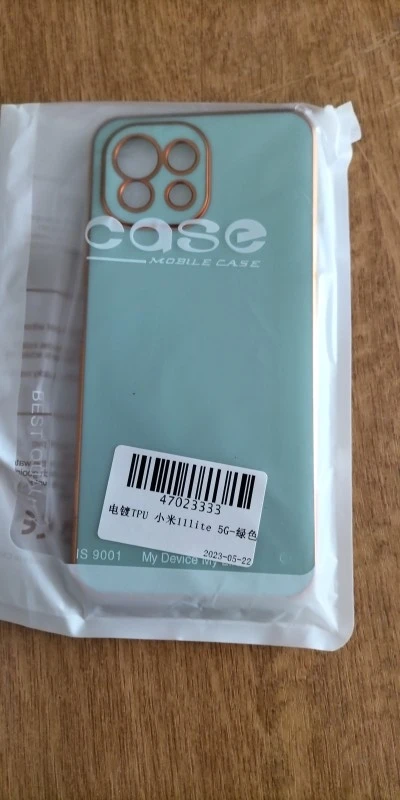 case
MOBILE CASE
BEST
47023333
电镀TPU 小米11lite 5G-绿色
2023-05-22
IS 9001 My Device My